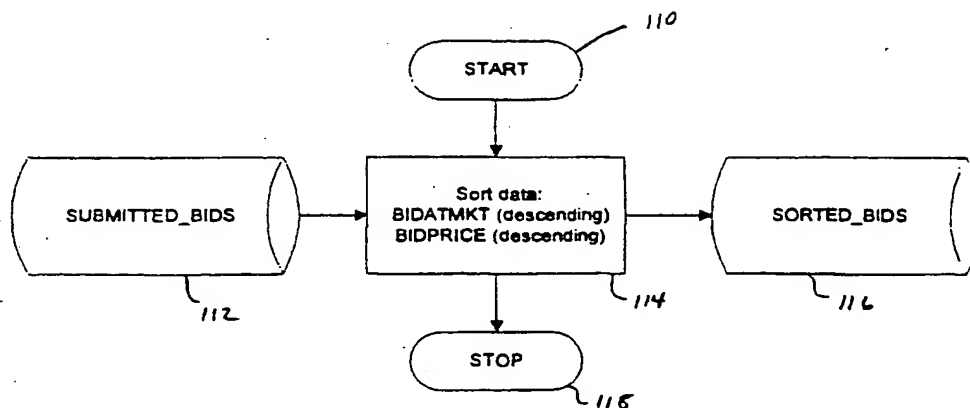 110
START
SUBMITTED_BIDS
Sort data:
BIDATMKT (descending)
BIDPRICE (descending)
SORTED_BIDS
112
114
116
STOP
118